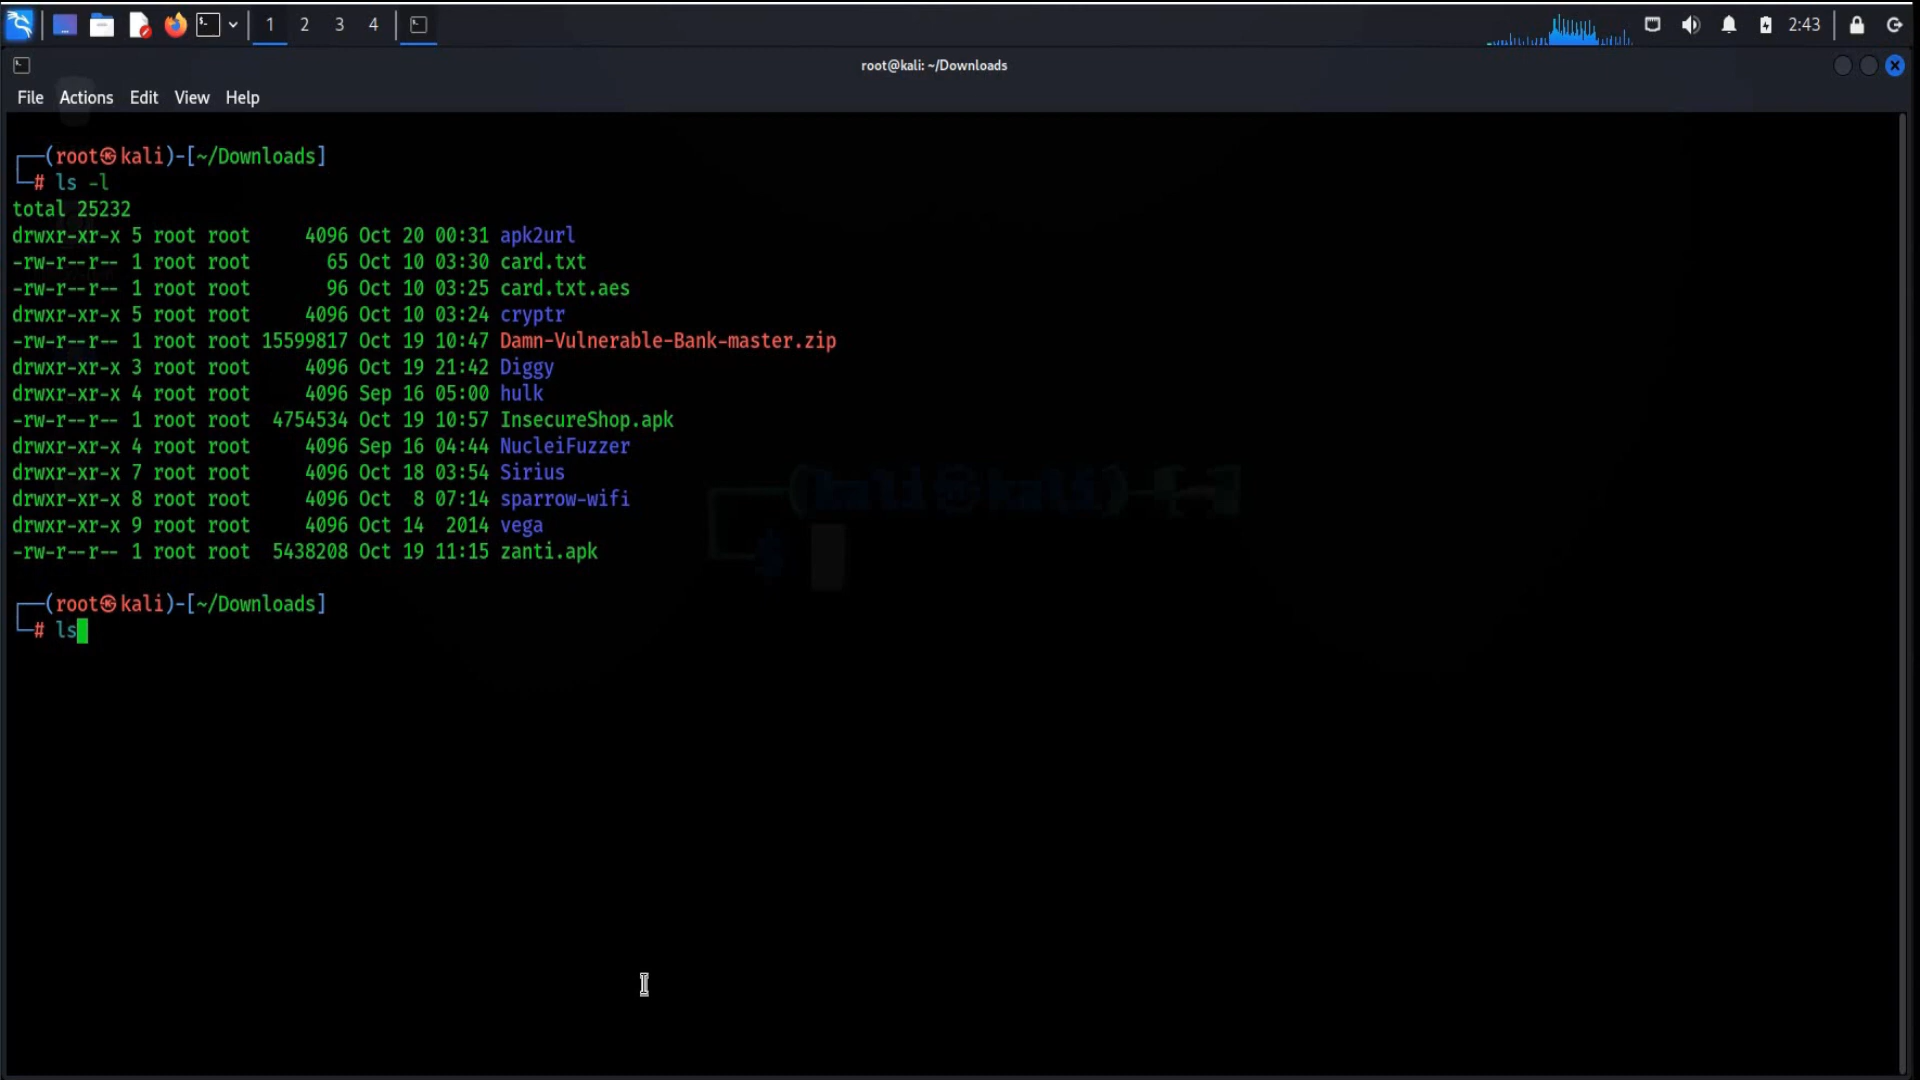 1 2 3 4 2:43
root@kali: ~/Downloads
File Actions Edit View Help
┌──(root㉿kali)-[~/Downloads]
└─# ls -l
total 25232
drwxr-xr-x 5 root root     4096 Oct 20 00:31 apk2url
-rw-r--r-- 1 root root       65 Oct 10 03:30 card.txt
-rw-r--r-- 1 root root       96 Oct 10 03:25 card.txt.aes
drwxr-xr-x 5 root root     4096 Oct 10 03:24 cryptr
-rw-r--r-- 1 root root 15599817 Oct 19 10:47 Damn-Vulnerable-Bank-master.zip
drwxr-xr-x 3 root root     4096 Oct 19 21:42 Diggy
drwxr-xr-x 4 root root     4096 Sep 16 05:00 hulk
-rw-r--r-- 1 root root  4754534 Oct 19 10:57 InsecureShop.apk
drwxr-xr-x 4 root root     4096 Sep 16 04:44 NucleiFuzzer
drwxr-xr-x 7 root root     4096 Oct 18 03:54 Sirius
drwxr-xr-x 8 root root     4096 Oct  8 07:14 sparrow-wifi
drwxr-xr-x 9 root root     4096 Oct 14  2014 vega
-rw-r--r-- 1 root root  5438208 Oct 19 11:15 zanti.apk
(kali㉿kali)-[~]
$
┌──(root㉿kali)-[~/Downloads]
└─# ls